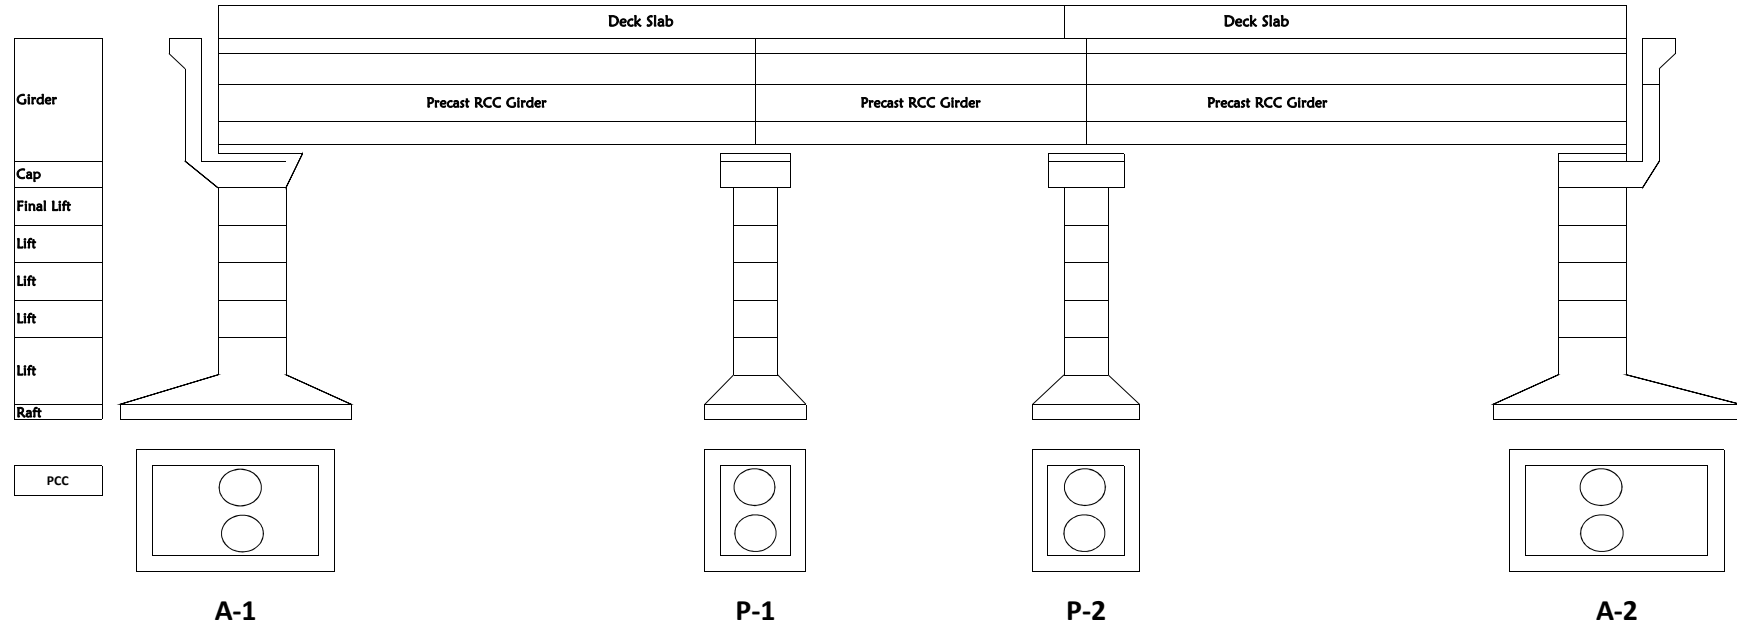 Deck Slab
Deck Slab
Girder
Precast RCC Girder
Precast RCC Girder
Precast RCC Girder
Cap
Final Lift
Lift
Lift
Lift
Lift
Raft
PCC
A-1
P-1
P-2
A-2